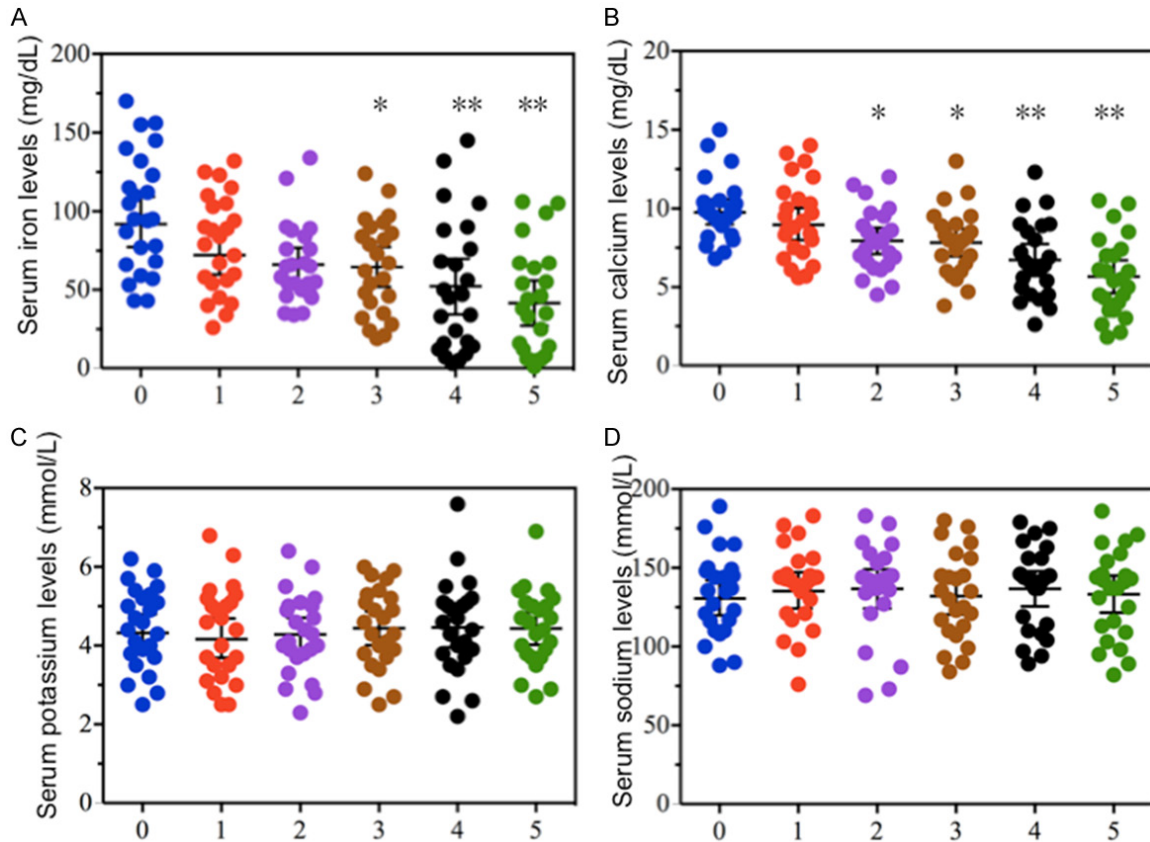 A
Serum iron levels (mg/dL)
200
150
100
50
0
* ** **
0 1 2 3 4 5
B
Serum calcium levels (mg/dL)
20
15
10
5
0
* * ** **
0 1 2 3 4 5
C
Serum potassium levels (mmol/L)
8
6
4
2
0
0 1 2 3 4 5
D
Serum sodium levels (mmol/L)
200
150
100
50
0
0 1 2 3 4 5